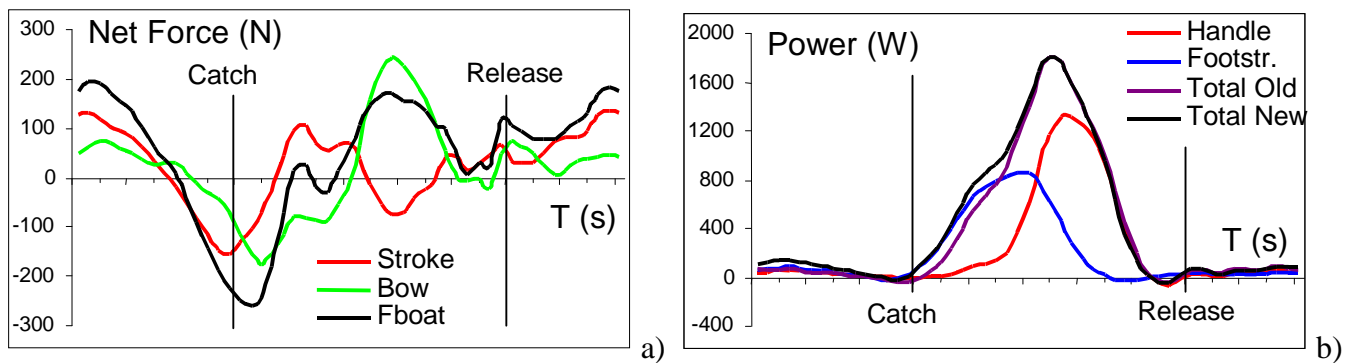 Net Force (N)
300
200
100
0
-100
-200
-300
Catch
Release
T (s)
Stroke
Bow
Fboat
a)
Power (W)
2000
1600
1200
800
400
0
-400
Handle
Footstr.
Total Old
Total New
T (s)
Catch
Release
b)